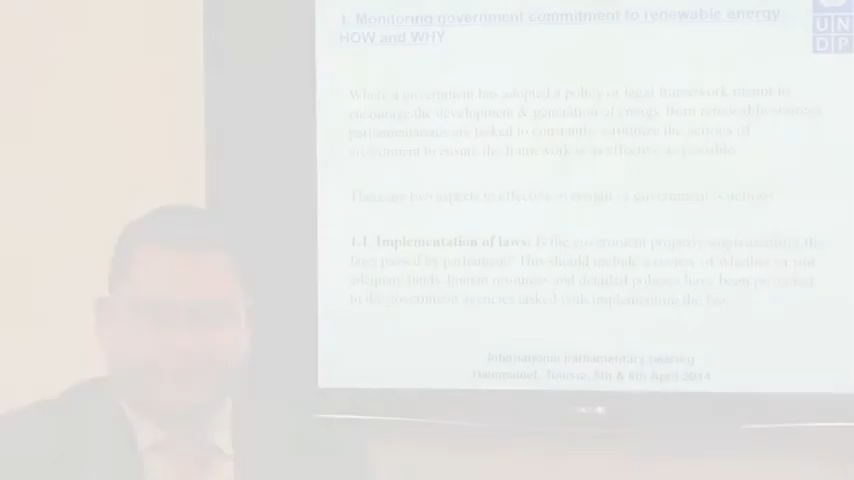 1. Monitoring government commitment to renewable energy
HOW and WHY
UN
DP
Where a government has adopted a policy or legal framework meant to
encourage the development & generation of energy from renewable sources
parliamentarians are tasked to constantly scrutinize the actions of
government to ensure the framework is as effective as possible.
There are two aspects to effective oversight of government
1.1. Implementation of laws: Is the government properly implementing the
laws passed by parliament? This should include a review of whether or not
adequate funds, human resources and detailed policies have been provided
to the government agencies tasked with implementing the law.
International parliamentary hearing
Hammamet, Tunisia, 5th & 6th April 2014